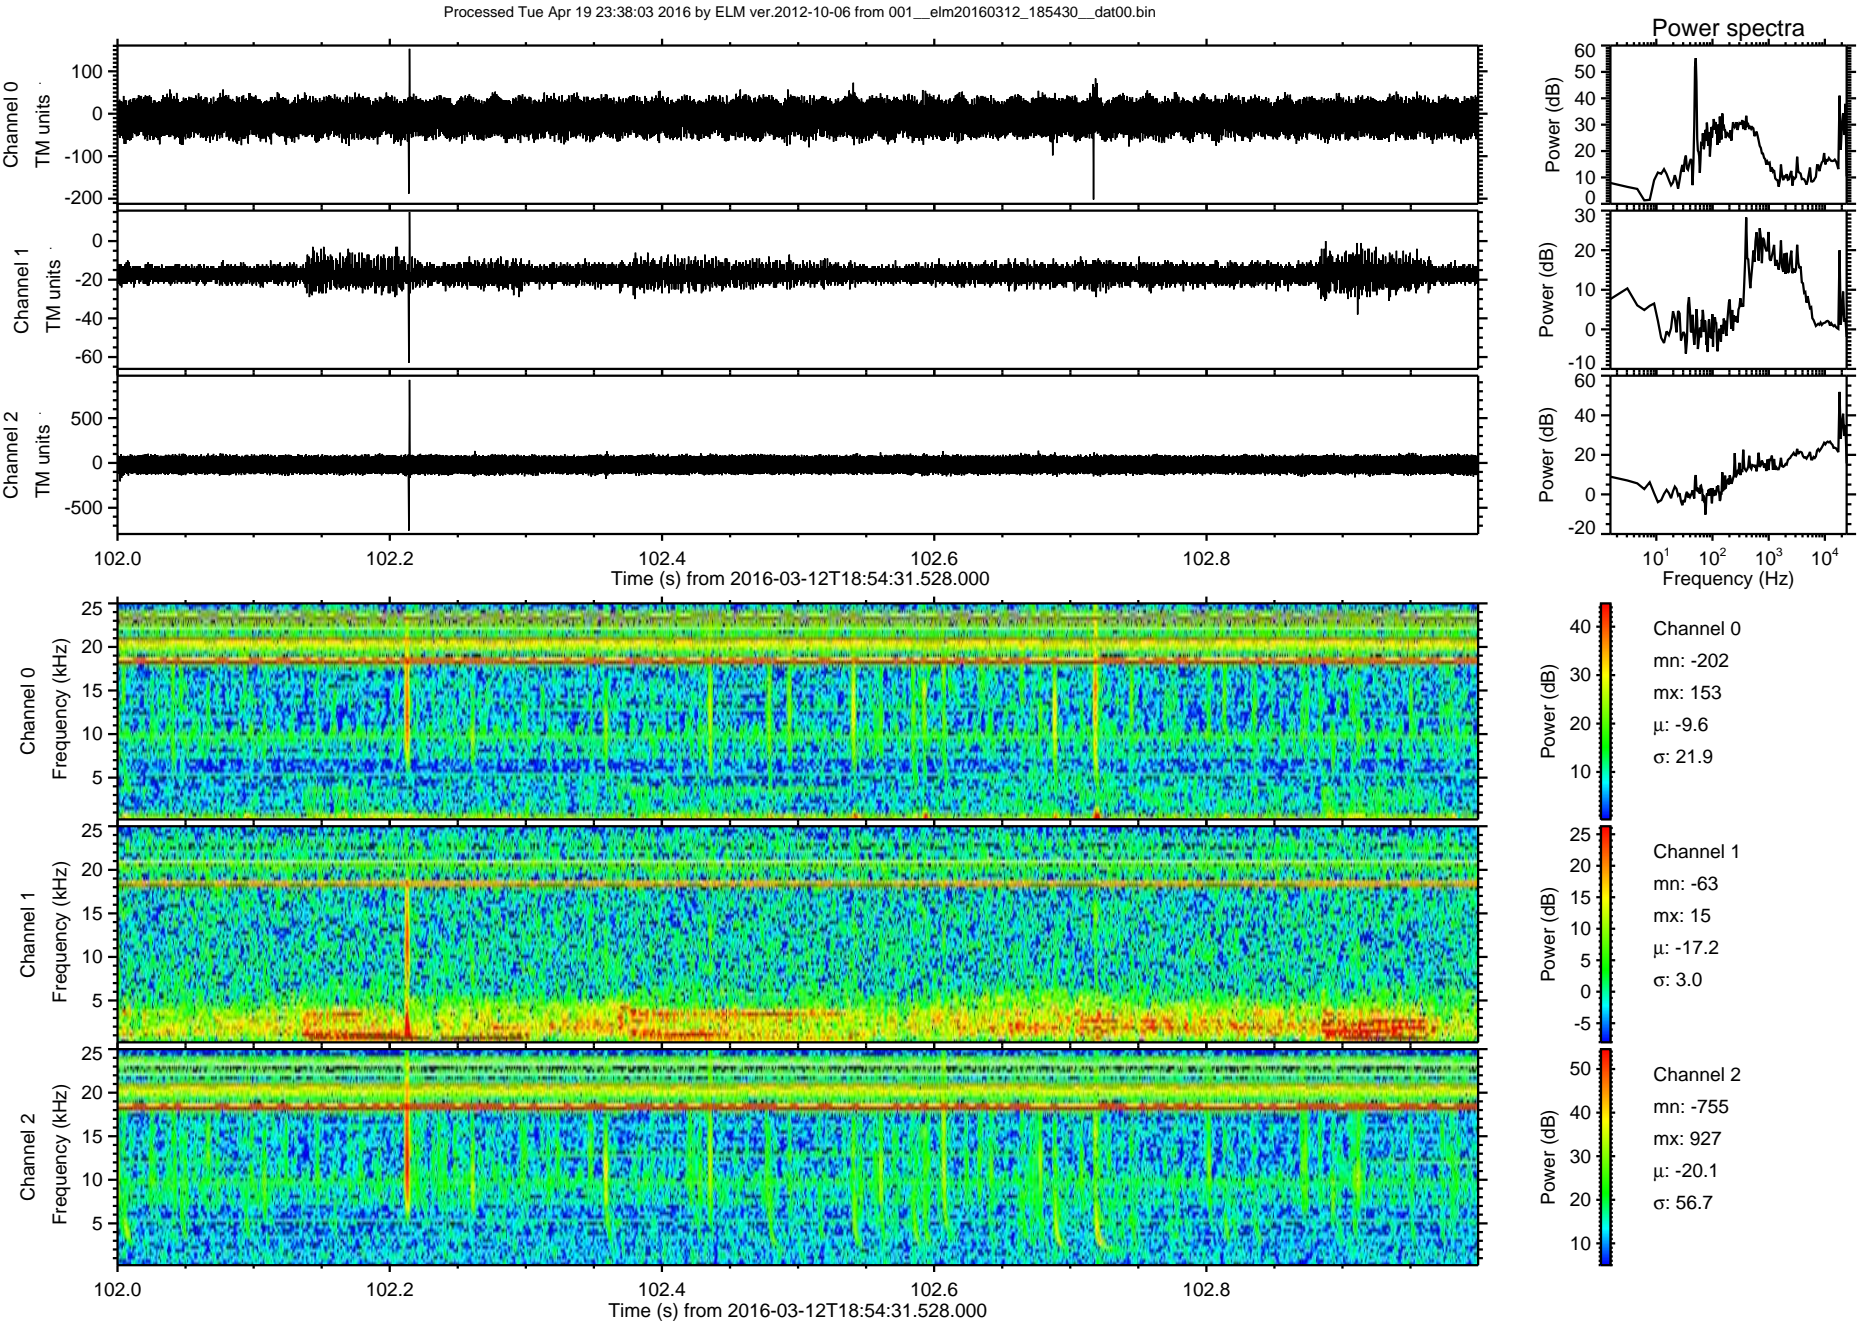 Processed Tue Apr 19 23:38:03 2016 by ELM ver.2012-10-06 from 001__elm20160312_185430__dat00.bin
Power spectra
Channel 0
TM units
100
0
-100
-200
Power (dB)
60
50
40
30
20
10
0
Channel 1
TM units
0
-20
-40
-60
Power (dB)
30
20
10
0
-10
Channel 2
TM units
500
0
-500
Power (dB)
60
40
20
0
-20
102.0 102.2 102.4 102.6 102.8
Time (s) from 2016-03-12T18:54:31.528.000
10^1 10^2 10^3 10^4
Frequency (Hz)
Channel 0
Frequency (kHz)
25
20
15
10
5
Power (dB)
40
30
20
10
Channel 0
mn: -202
mx: 153
μ: -9.6
σ: 21.9
Channel 1
Frequency (kHz)
25
20
15
10
5
Power (dB)
25
20
15
10
5
0
-5
Channel 1
mn: -63
mx: 15
μ: -17.2
σ: 3.0
Channel 2
Frequency (kHz)
25
20
15
10
5
Power (dB)
50
40
30
20
10
Channel 2
mn: -755
mx: 927
μ: -20.1
σ: 56.7
102.0 102.2 102.4 102.6 102.8
Time (s) from 2016-03-12T18:54:31.528.000